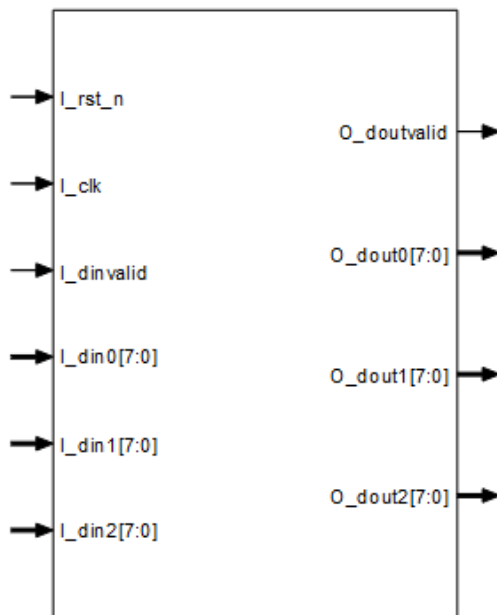 I_rst_n
I_clk
I_dinvalid
I_din0[7:0]
I_din1[7:0]
I_din2[7:0]
O_doutvalid
O_dout0[7:0]
O_dout1[7:0]
O_dout2[7:0]